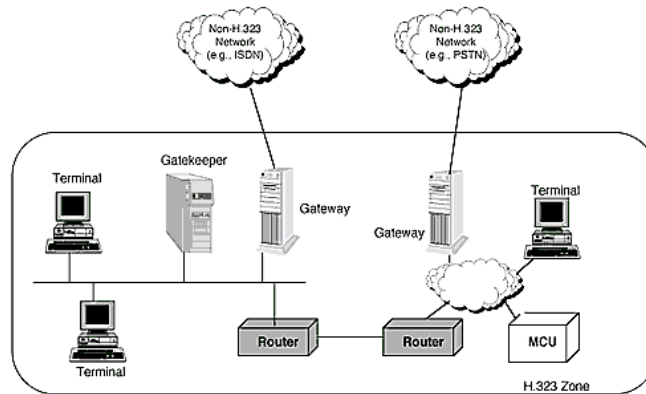 Non-H.323
Network
(e.g., ISDN)
Non-H.323
Network
(e.g., PSTN)
Gatekeeper
Terminal
Gateway
Terminal
Gateway
Router
Router
MCU
Terminal
H.323 Zone